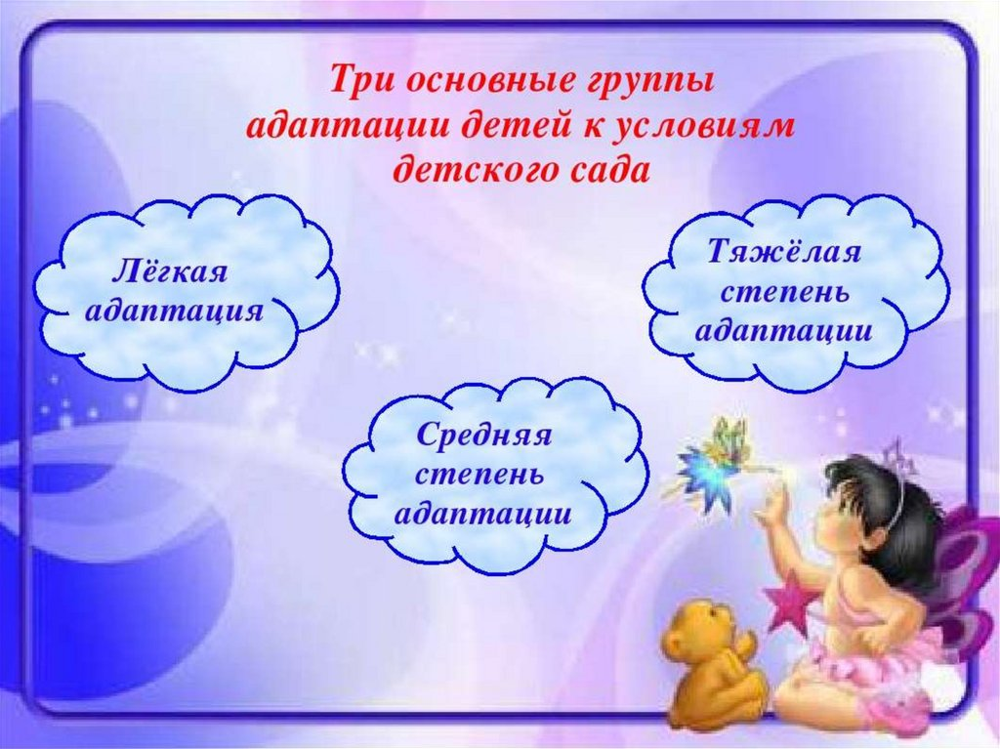 Три основные группы
адаптации детей к условиям
детского сада
Лёгкая
адаптация
Тяжёлая
степень
адаптации
Средняя
степень
адаптации